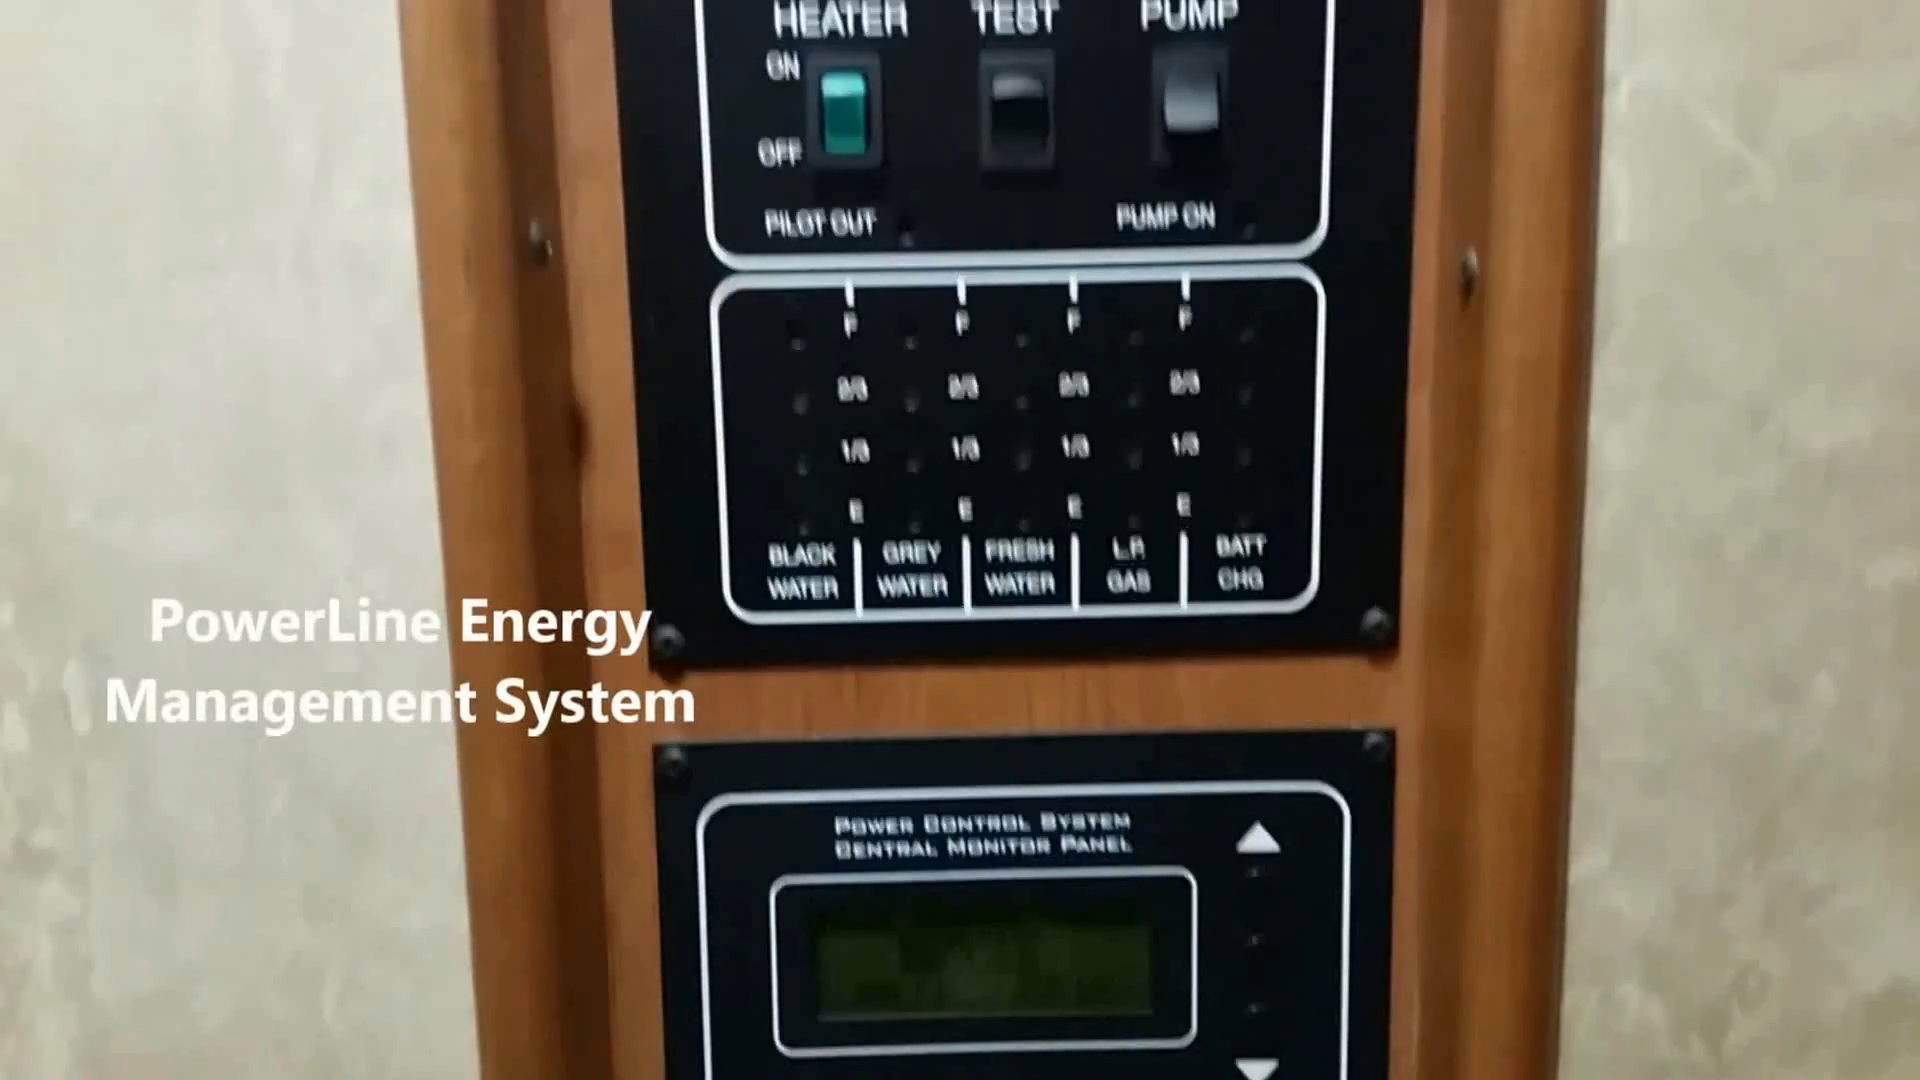 HEATER TEST PUMP
ON
OFF
PILOT OUT PUMP ON
F F F F
2/3 2/3 2/3 2/3
1/3 1/3 1/3 1/3
E E E E
BLACK WATER
GREY WATER
FRESH WATER
L.P. GAS
BATT CHG
PowerLine Energy
Management System
POWER CONTROL SYSTEM
CENTRAL MONITOR PANEL